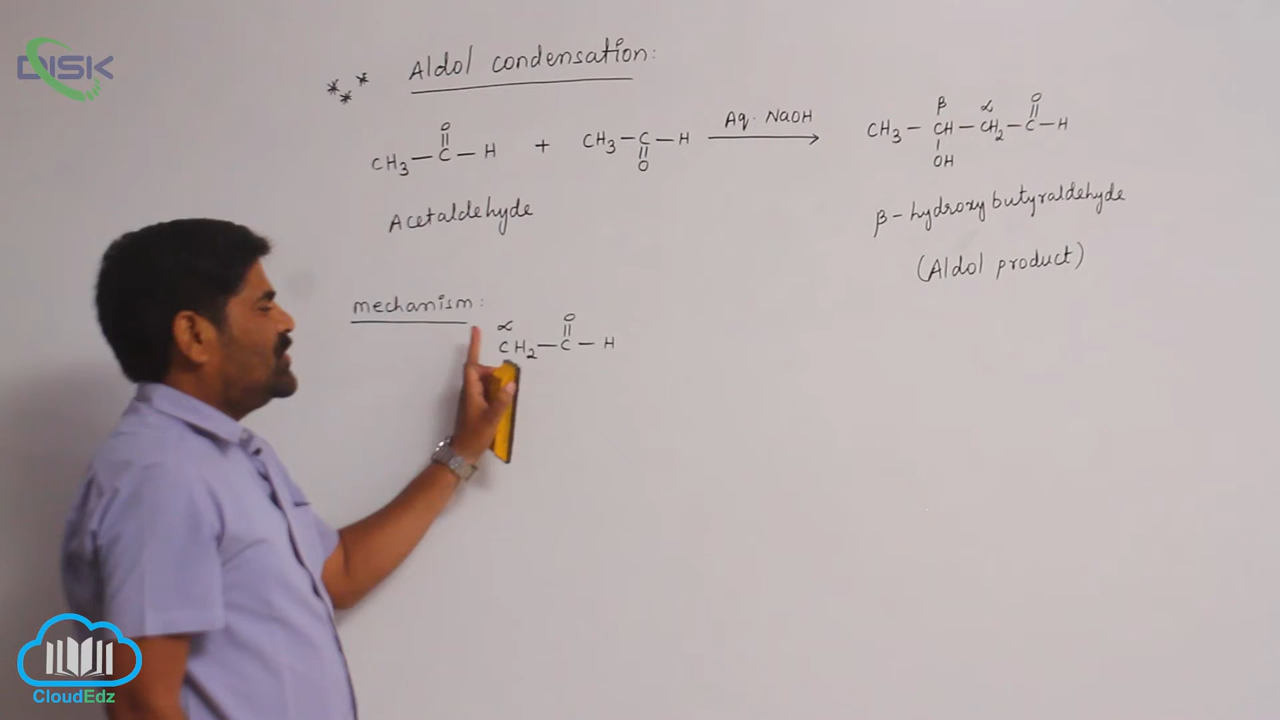 DISK
Aldol condensation:
O
CH3 — C — H + CH3 — C — H Aq. NaOH
O
Acetaldehyde
β α O
CH3 — CH — CH2 — C — H
OH
β - hydroxy butyraldehyde
(Aldol product)
mechanism:
α O
CH2 — C — H
CloudEdz